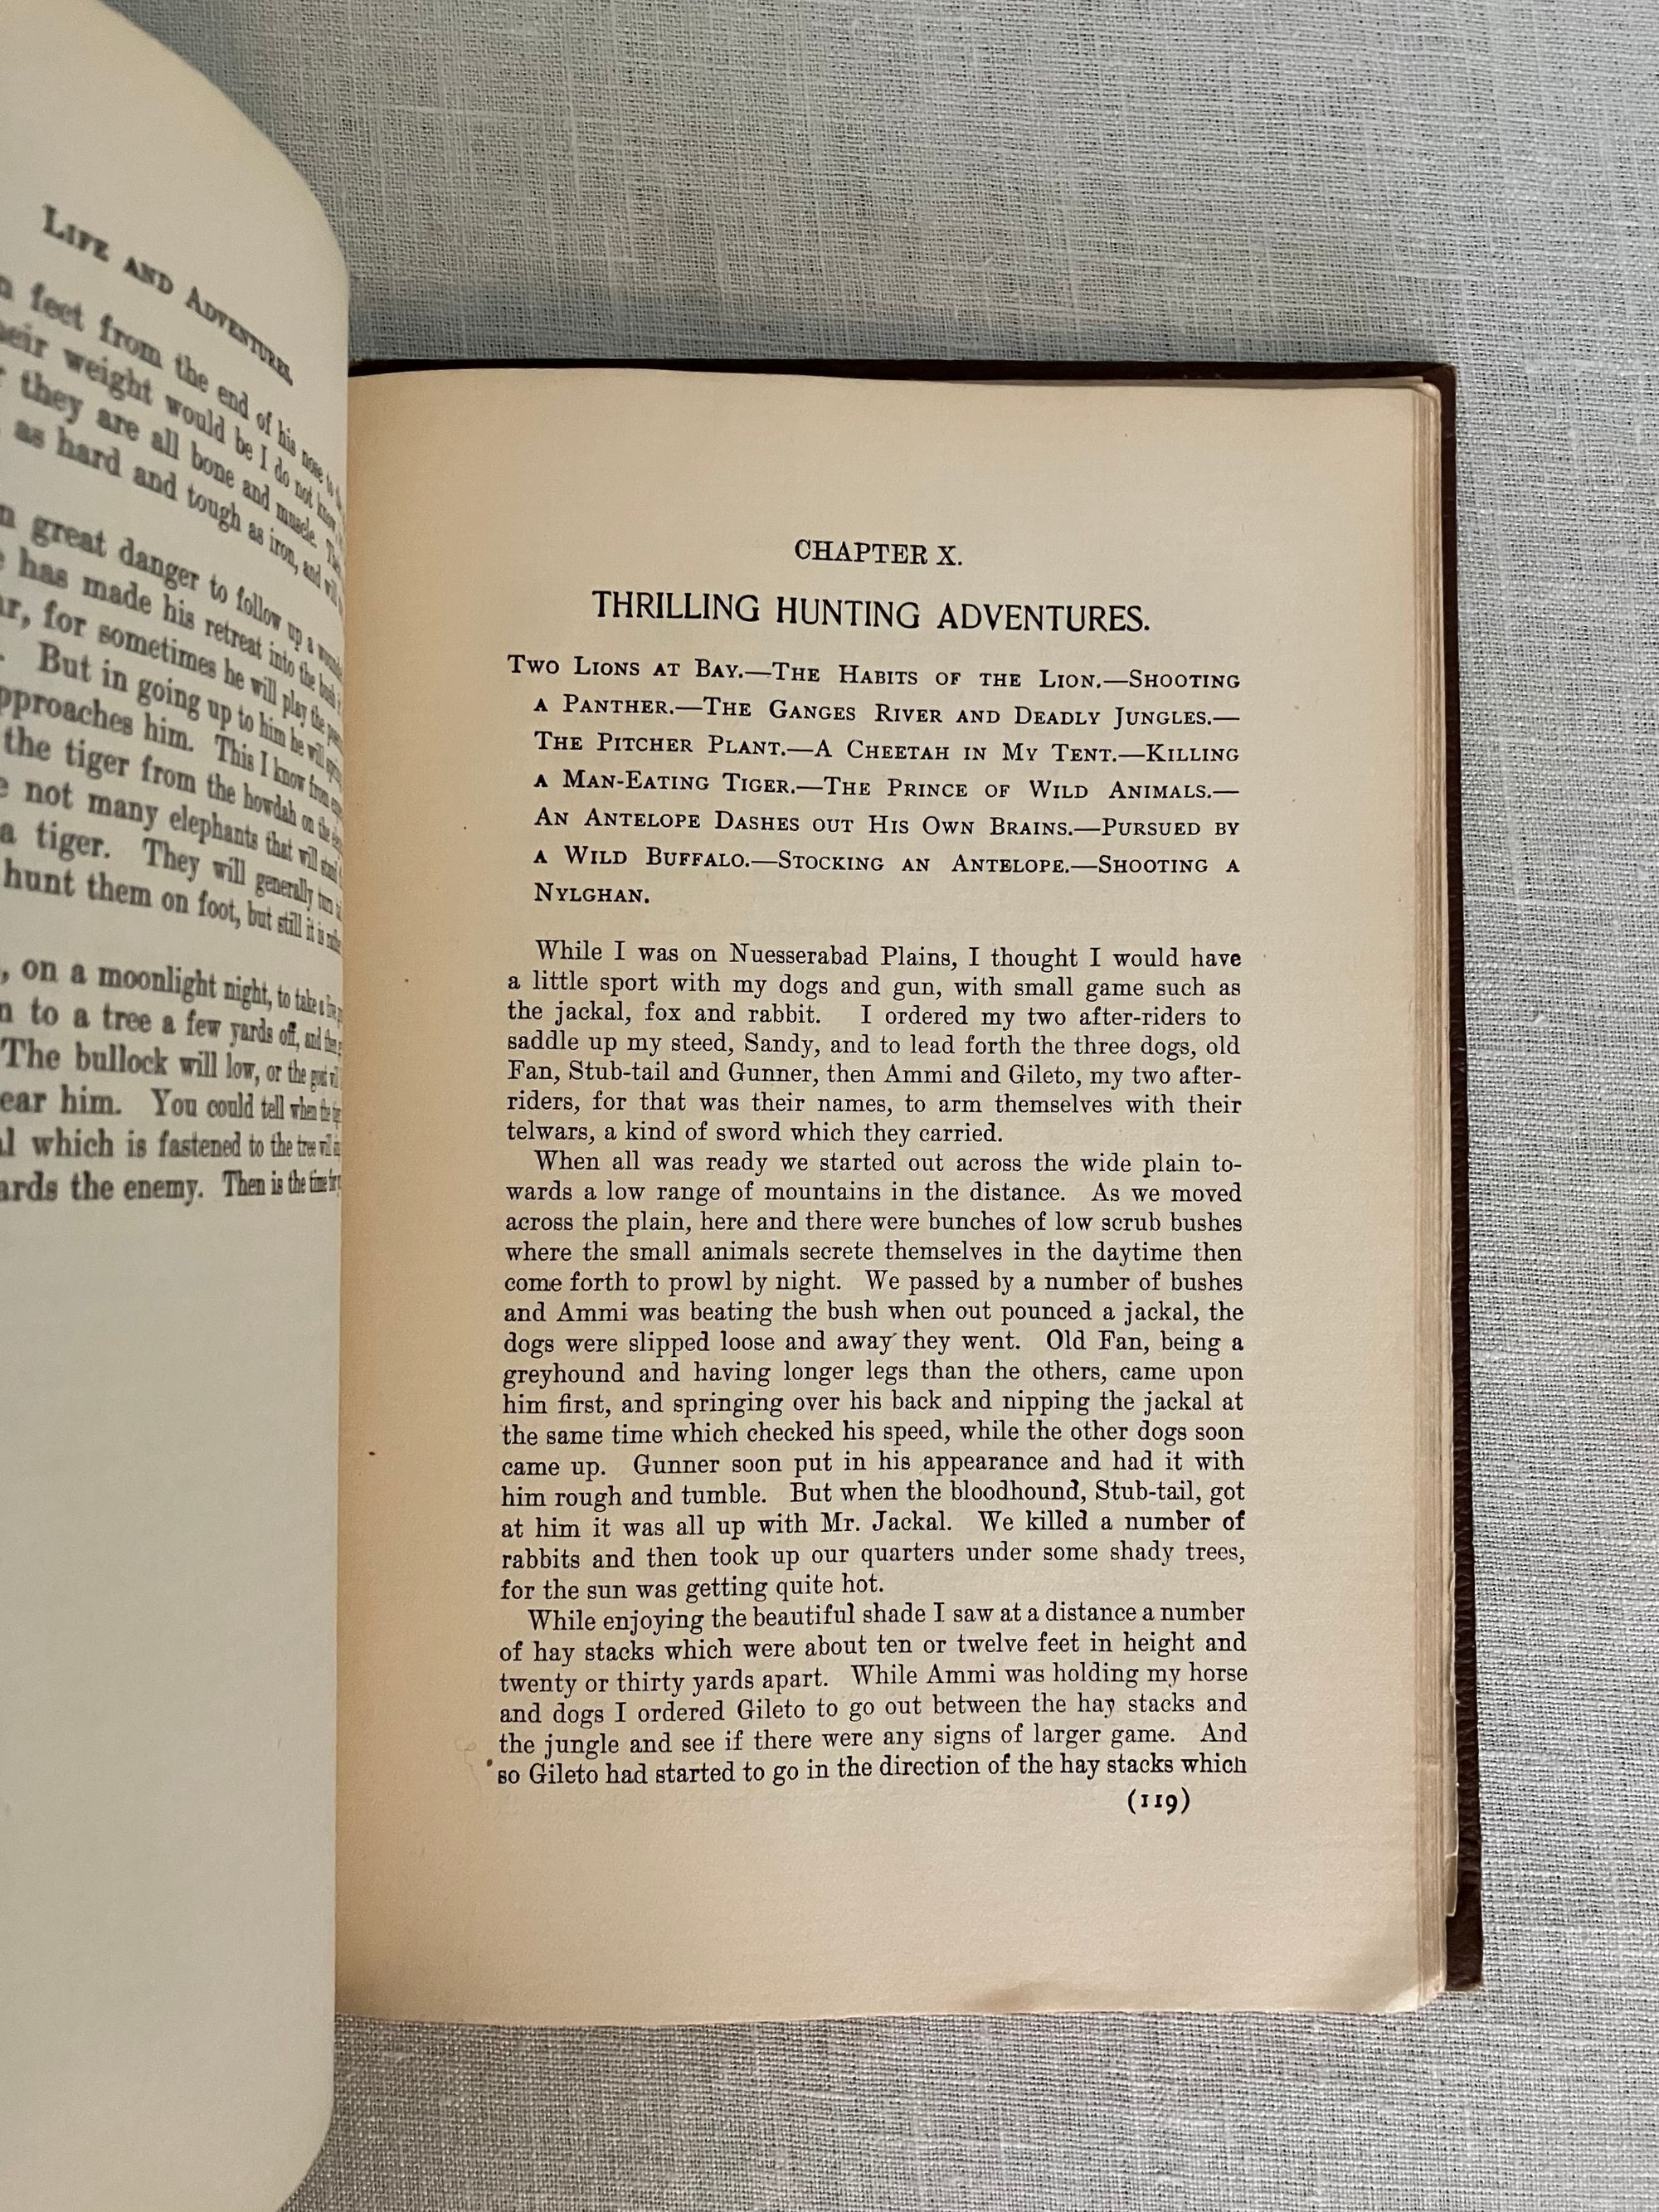 LIFE AND ADVENTURES.
feet from the end of his nose to
their weight would be I do not know
they are all bone and muscle.
as hard and tough as iron, and will
great danger to follow up a
has made his retreat into the bush
for sometimes he will play the
But in going up to him he will
approaches him. This I know from
the tiger from the howdah on the
not many elephants that will
a tiger. They will generally turn
hunt them on foot, but still it is
on a moonlight night, to take a
to a tree a few yards off, and
The bullock will low, or the
him. You could tell when the
which is fastened to the tree will
the enemy. Then is the time
CHAPTER X.
THRILLING HUNTING ADVENTURES.
TWO LIONS AT BAY.—THE HABITS OF THE LION.—SHOOTING
A PANTHER.—THE GANGES RIVER AND DEADLY JUNGLES.—
THE PITCHER PLANT.—A CHEETAH IN MY TENT.—KILLING
A MAN-EATING TIGER.—THE PRINCE OF WILD ANIMALS.—
AN ANTELOPE DASHES OUT HIS OWN BRAINS.—PURSUED BY
A WILD BUFFALO.—STOCKING AN ANTELOPE.—SHOOTING A
NYLGHAN.
While I was on Nuesserabad Plains, I thought I would have
a little sport with my dogs and gun, with small game such as
the jackal, fox and rabbit. I ordered my two after-riders to
saddle up my steed, Sandy, and to lead forth the three dogs, old
Fan, Stub-tail and Gunner, then Ammi and Gileto, my two after-
riders, for that was their names, to arm themselves with their
telwars, a kind of sword which they carried.
When all was ready we started out across the wide plain to-
wards a low range of mountains in the distance. As we moved
across the plain, here and there were bunches of low scrub bushes
where the small animals secrete themselves in the daytime then
come forth to prowl by night. We passed by a number of bushes
and Ammi was beating the bush when out pounced a jackal, the
dogs were slipped loose and away they went. Old Fan, being a
greyhound and having longer legs than the others, came upon
him first, and springing over his back and nipping the jackal at
the same time which checked his speed, while the other dogs soon
came up. Gunner soon put in his appearance and had it with
him rough and tumble. But when the bloodhound, Stub-tail, got
at him it was all up with Mr. Jackal. We killed a number of
rabbits and then took up our quarters under some shady trees,
for the sun was getting quite hot.
While enjoying the beautiful shade I saw at a distance a number
of hay stacks which were about ten or twelve feet in height and
twenty or thirty yards apart. While Ammi was holding my horse
and dogs I ordered Gileto to go out between the hay stacks and
the jungle and see if there were any signs of larger game. And
so Gileto had started to go in the direction of the hay stacks which
(119)